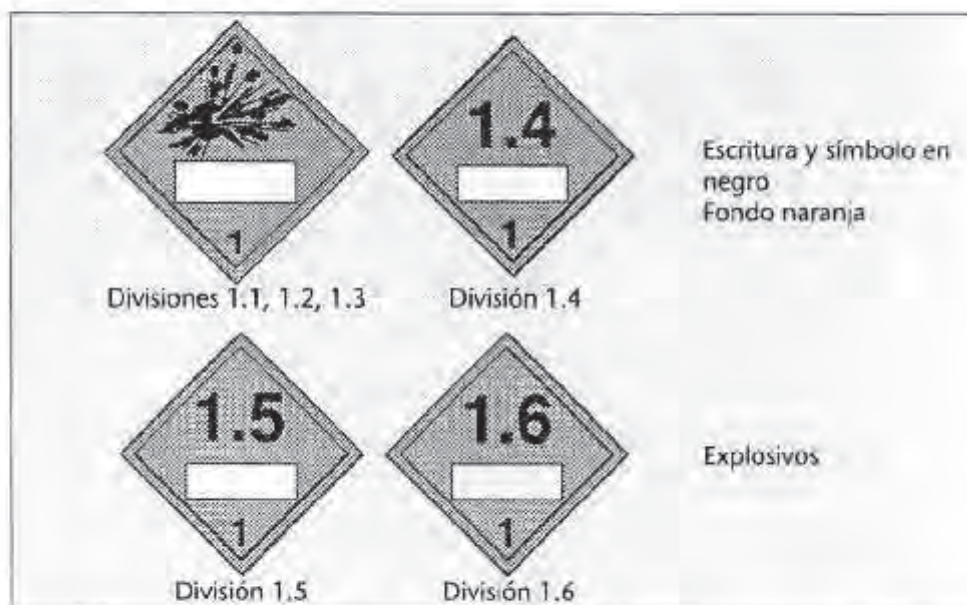 1.4
Escritura y símbolo en
negro
Fondo naranja
1
1
Divisiones 1.1, 1.2, 1.3
División 1.4
1.5
1.6
Explosivos
1
1
División 1.5
División 1.6